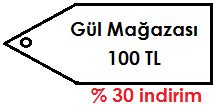 Gül Mağazası
100 TL
% 30 indirim